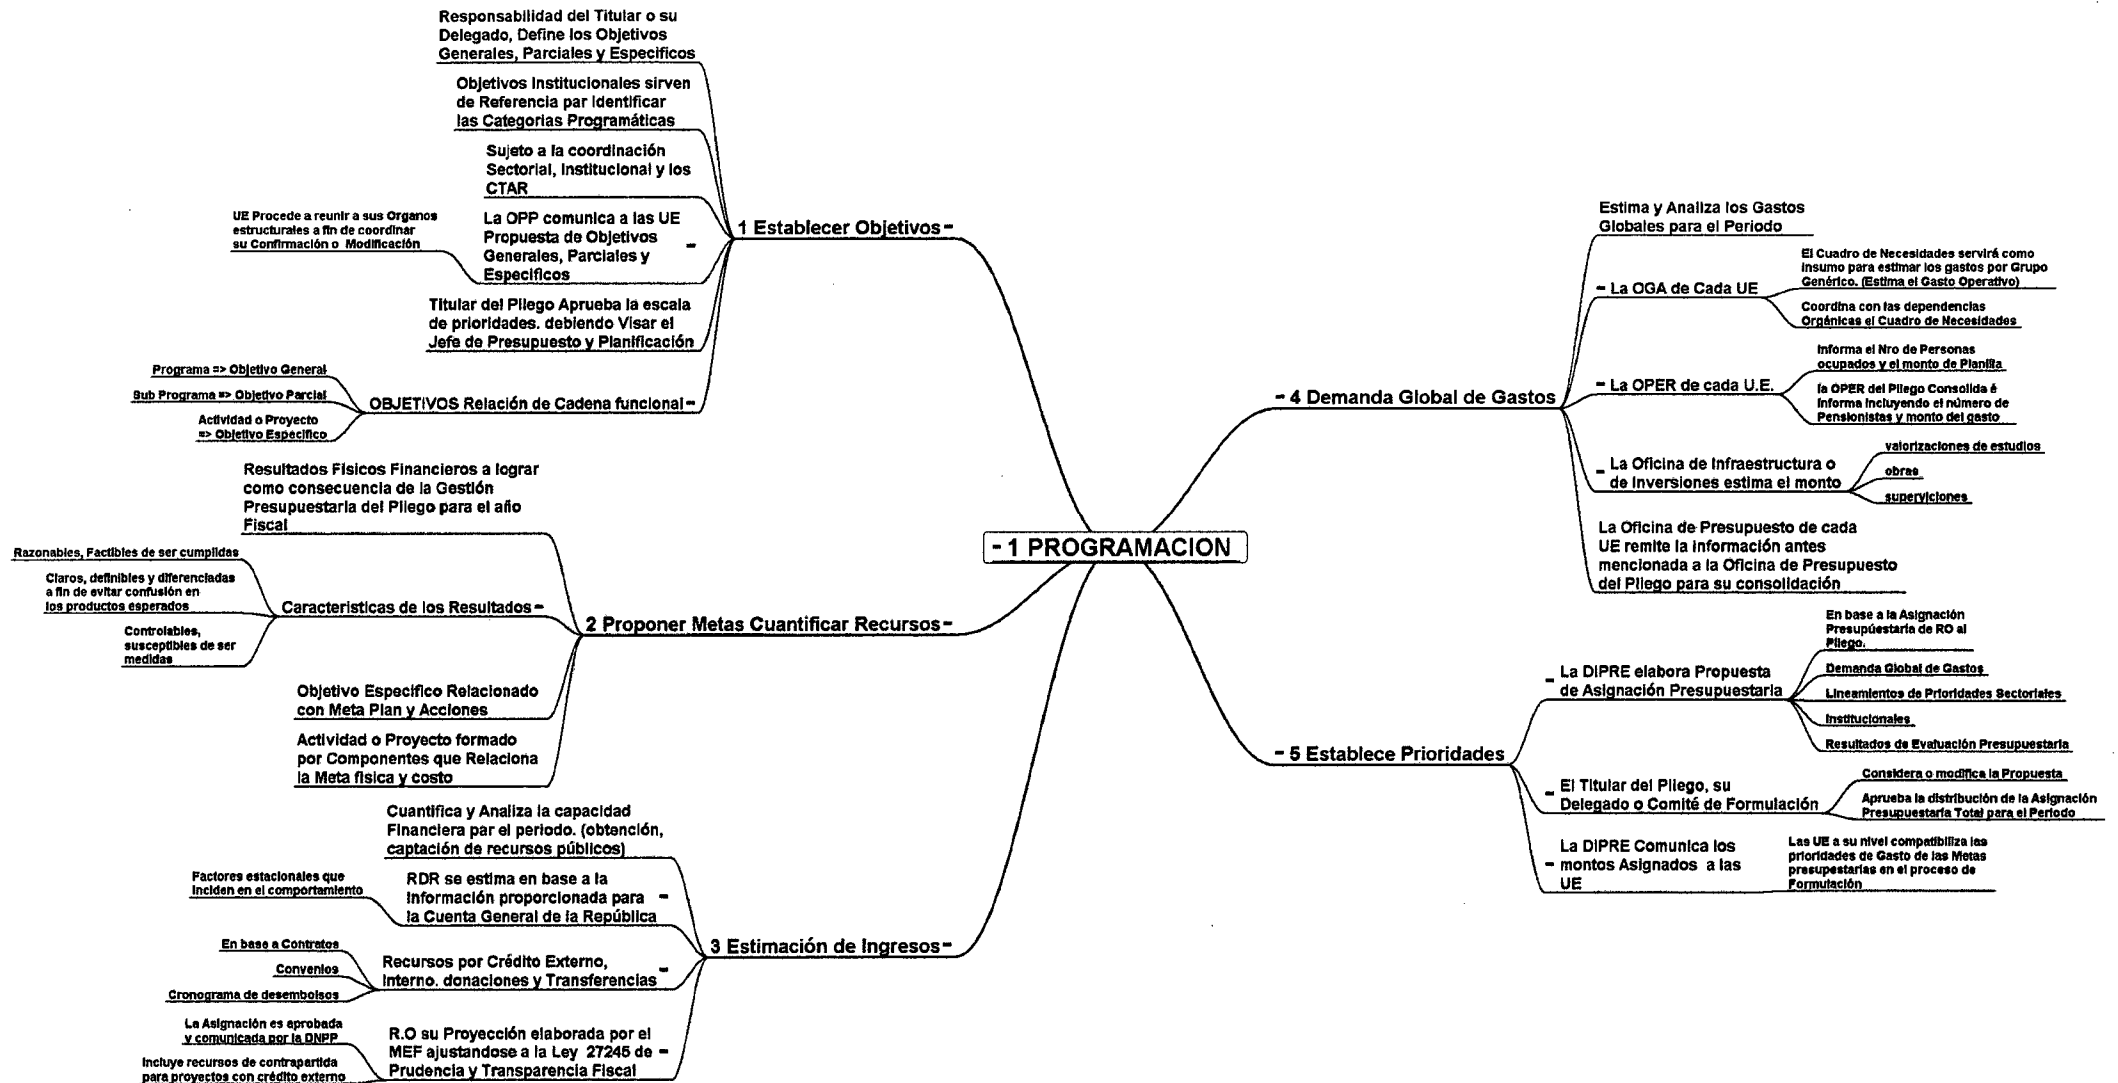 - 1 PROGRAMACION
1 Establecer Objetivos -
Responsabilidad del Titular o su
Delegado, Define los Objetivos
Generales, Parciales y Especificos
Objetivos Institucionales sirven
de Referencia par Identificar
las Categorias Programáticas
Sujeto a la coordinación
Sectorial, Institucional y los
CTAR
La OPP comunica a las UE
Propuesta de Objetivos -
Generales, Parciales y
Especificos
UE Procede a reunir a sus Organos
estructurales a fin de coordinar
su Confirmación o Modificación
Titular del Pliego Aprueba la escala
de prioridades. debiendo Visar el
Jefe de Presupuesto y Planificación
OBJETIVOS Relación de Cadena funcional -
Programa => Objetivo General
Sub Programa => Objetivo Parcial
Actividad o Proyecto
=> Objetivo Especifico
2 Proponer Metas Cuantificar Recursos -
Resultados Fisicos Financieros a lograr
como consecuencia de la Gestión
Presupuestaria del Pliego para el año
Fiscal
Caracteristicas de los Resultados -
Razonables, Factibles de ser cumplidas
Claros, definibles y diferenciadas
a fin de evitar confusión en
los productos esperados
Controlables,
susceptibles de ser
medidas
Objetivo Especifico Relacionado
con Meta Plan y Acciones
Actividad o Proyecto formado
por Componentes que Relaciona
la Meta fisica y costo
3 Estimación de Ingresos -
Cuantifica y Analiza la capacidad
Financiera par el periodo. (obtención,
captación de recursos públicos)
RDR se estima en base a la
Información proporcionada para -
la Cuenta General de la República
Factores estacionales que
inciden en el comportamiento
Recursos por Crédito Externo,
Interno. donaciones y Transferencias -
En base a Contratos
Convenios
Cronograma de desembolsos
R.O su Proyección elaborada por el
MEF ajustandose a la Ley 27245 de -
Prudencia y Transparencia Fiscal
La Asignación es aprobada
y comunicada por la DNPP
Incluye recursos de contrapartida
para proyectos con crédito externo
- 4 Demanda Global de Gastos
Estima y Analiza los Gastos
Globales para el Periodo
- La OGA de Cada UE
El Cuadro de Necesidades servirá como
insumo para estimar los gastos por Grupo
Genérico. (Estima el Gasto Operativo)
Coordina con las dependencias
Orgánicas el Cuadro de Necesidades
- La OPER de cada U.E.
Informa el Nro de Personas
ocupados y el monto de Planilla
la OPER del Pliego Consolida é
Informa Incluyendo el número de
Pensionistas y monto del gasto
- La Oficina de Infraestructura o
de Inversiones estima el monto
valorizaciones de estudios
obras
superviciones
La Oficina de Presupuesto de cada
UE remite la información antes
mencionada a la Oficina de Presupuesto
del Pliego para su consolidación
- 5 Establece Prioridades
- La DIPRE elabora Propuesta
de Asignación Presupuestaria
En base a la Asignación
Presupúestaria de RO al
Pliego.
Demanda Global de Gastos
Lineamientos de Prioridades Sectoriales
Institucionales
Resultados de Evaluación Presupuestaria
- El Titular del Pliego, su
Delegado o Comité de Formulación
Considera o modifica la Propuesta
Aprueba la distribución de la Asignación
Presupuestaria Total para el Periodo
La DIPRE Comunica los
- montos Asignados a las
UE
Las UE a su nivel compatibiliza las
prioridades de Gasto de las Metas
presupestarias en el proceso de
Formulación